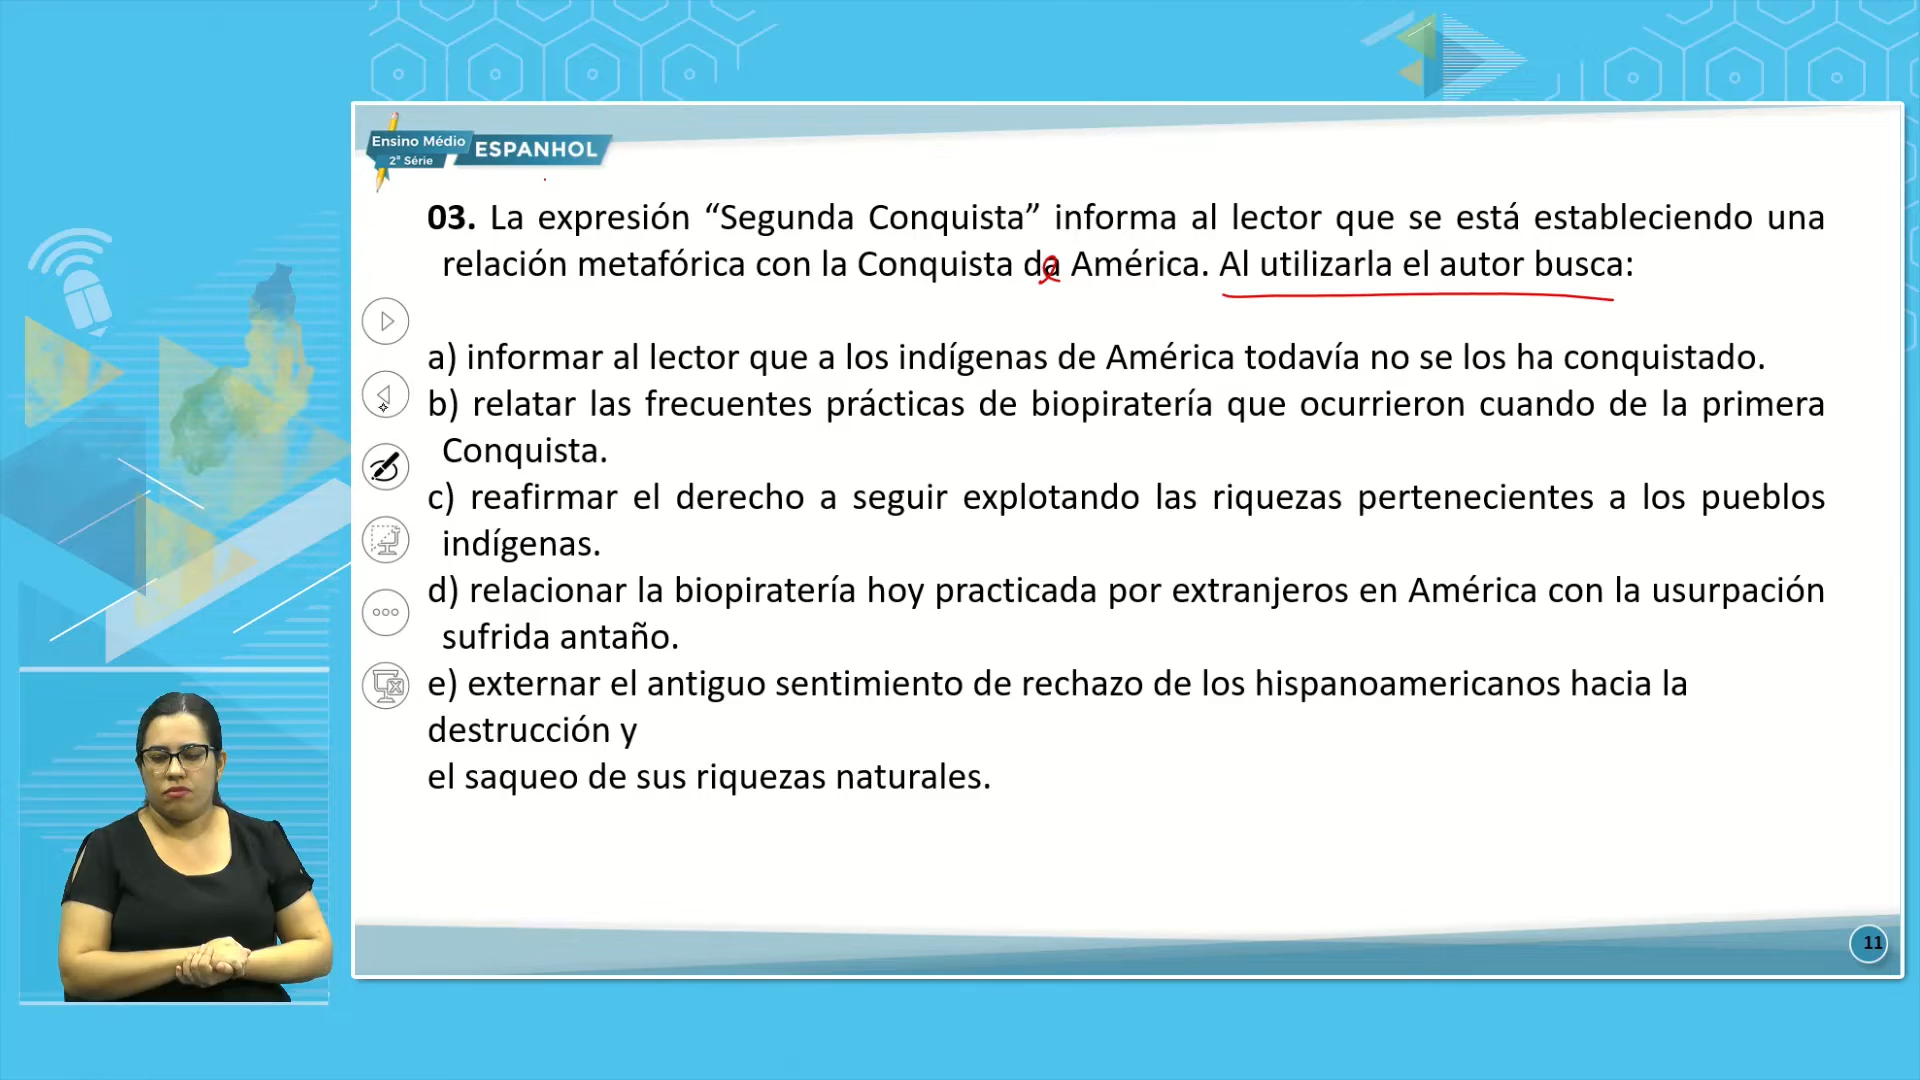 Ensino Médio
2ª Série
ESPANHOL
03. La expresión “Segunda Conquista” informa al lector que se está estableciendo una
relación metafórica con la Conquista de América. Al utilizarla el autor busca:
a) informar al lector que a los indígenas de América todavía no se los ha conquistado.
b) relatar las frecuentes prácticas de biopiratería que ocurrieron cuando de la primera
Conquista.
c) reafirmar el derecho a seguir explotando las riquezas pertenecientes a los pueblos
indígenas.
d) relacionar la biopiratería hoy practicada por extranjeros en América con la usurpación
sufrida antaño.
e) externar el antiguo sentimiento de rechazo de los hispanoamericanos hacia la
destrucción y
el saqueo de sus riquezas naturales.
11